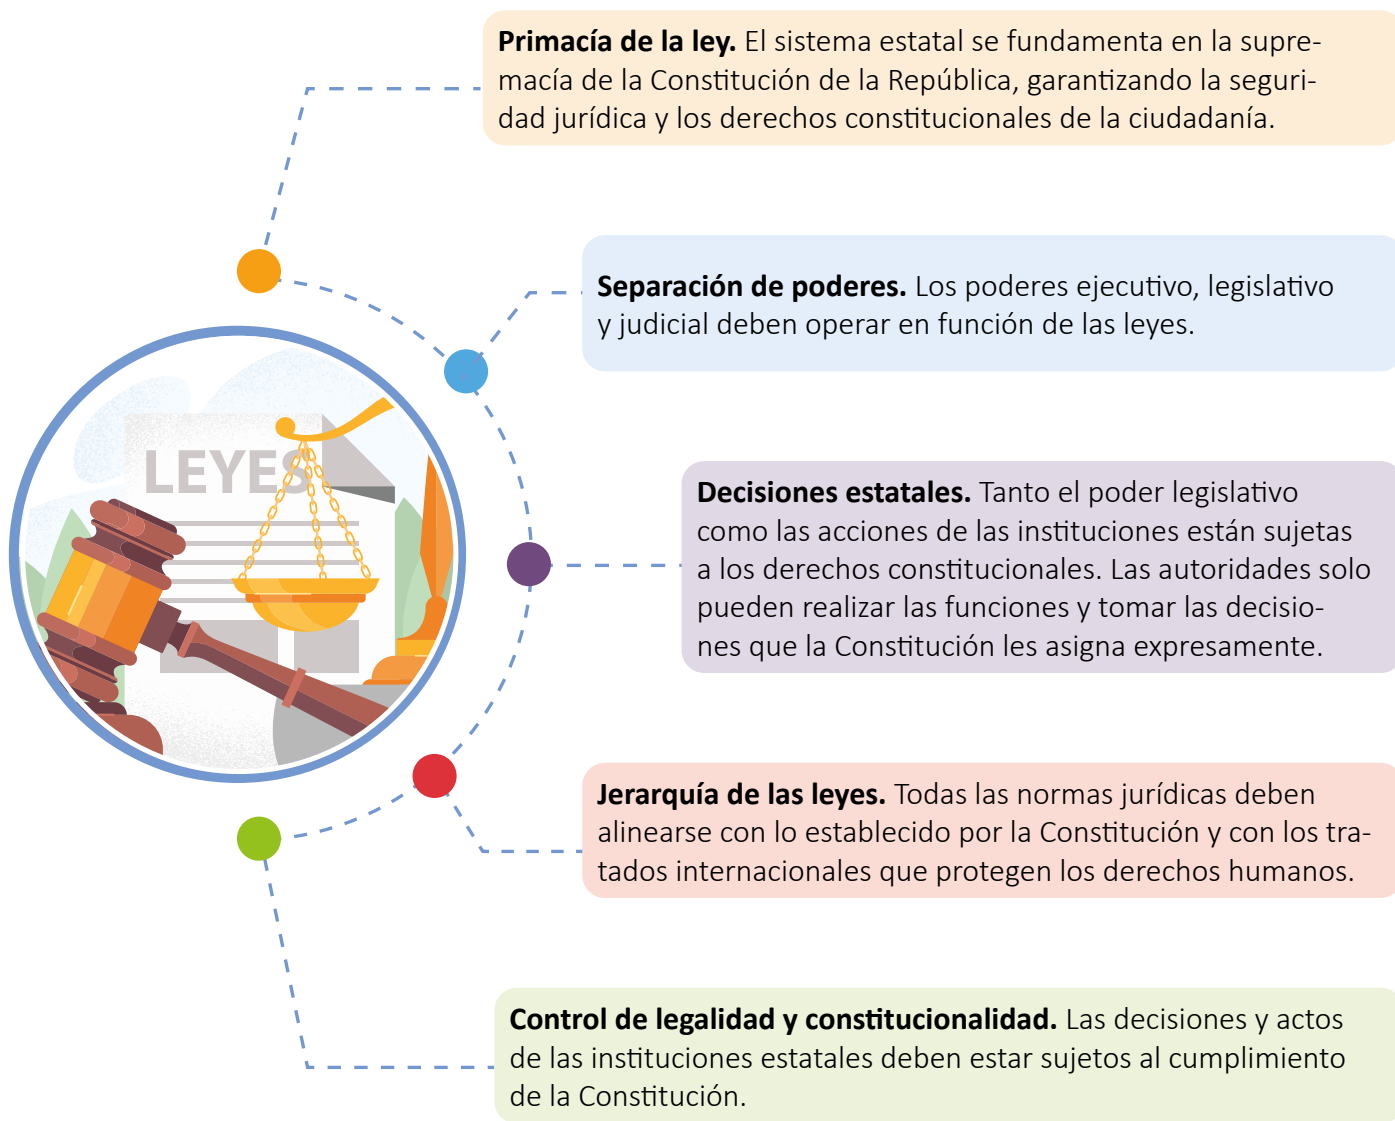 Primacía de la ley. El sistema estatal se fundamenta en la supre-
macía de la Constitución de la República, garantizando la seguri-
dad jurídica y los derechos constitucionales de la ciudadanía.
Separación de poderes. Los poderes ejecutivo, legislativo
y judicial deben operar en función de las leyes.
LEYES
Decisiones estatales. Tanto el poder legislativo
como las acciones de las instituciones están sujetas
a los derechos constitucionales. Las autoridades solo
pueden realizar las funciones y tomar las decisio-
nes que la Constitución les asigna expresamente.
Jerarquía de las leyes. Todas las normas jurídicas deben
alinearse con lo establecido por la Constitución y con los tra-
tados internacionales que protegen los derechos humanos.
Control de legalidad y constitucionalidad. Las decisiones y actos
de las instituciones estatales deben estar sujetos al cumplimiento
de la Constitución.